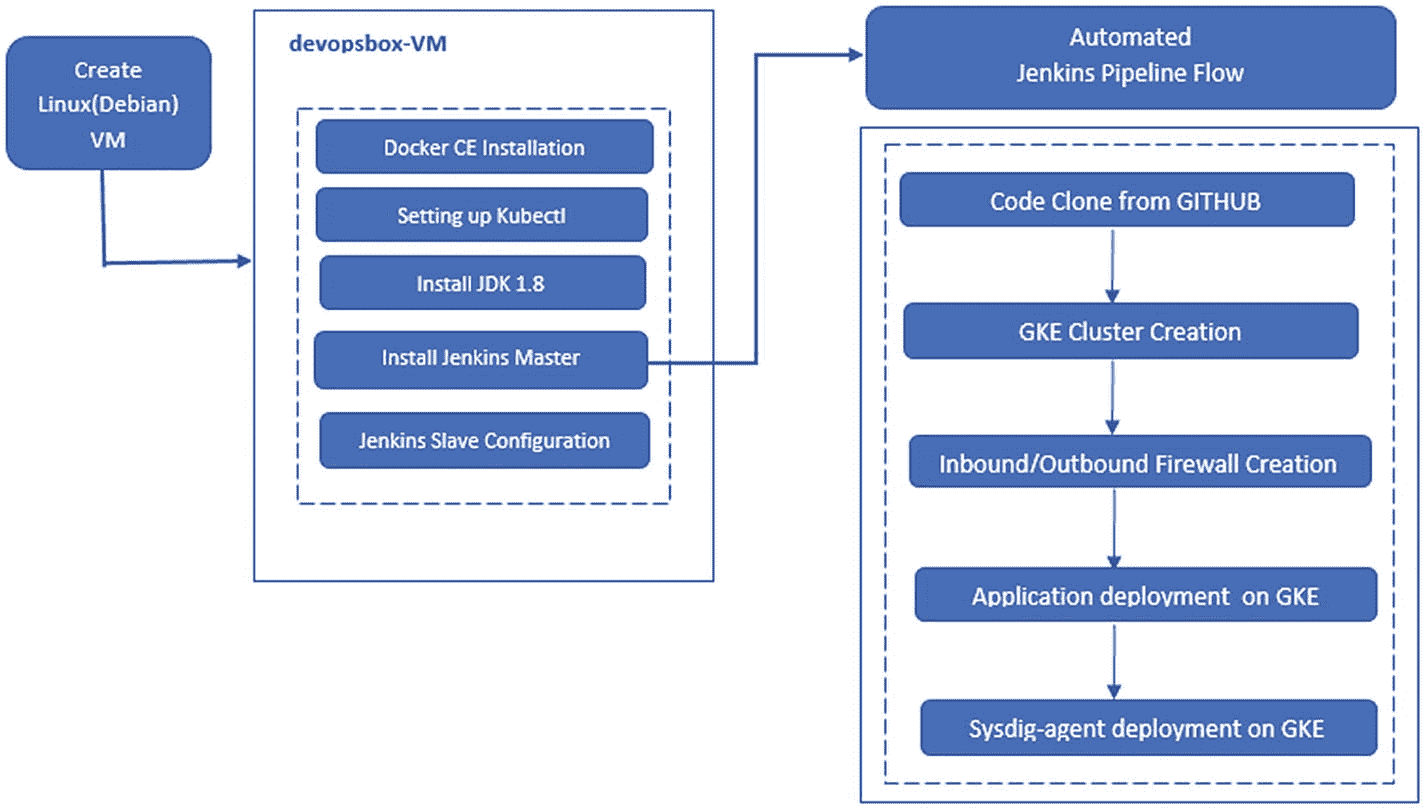 Create
Linux(Debian)
VM
devopsbox-VM
Docker CE Installation
Setting up Kubectl
Install JDK 1.8
Install Jenkins Master
Jenkins Slave Configuration
Automated
Jenkins Pipeline Flow
Code Clone from GITHUB
GKE Cluster Creation
Inbound/Outbound Firewall Creation
Application deployment on GKE
Sysdig-agent deployment on GKE